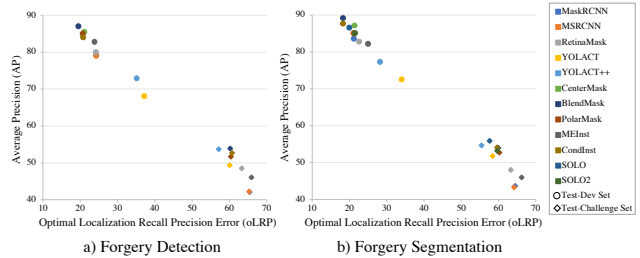 Average Precision (AP)
90
80
70
60
50
40
10 20 30 40 50 60 70
Optimal Localization Recall Precision Error (oLRP)
a) Forgery Detection
Average Precision (AP)
90
80
70
60
50
40
10 20 30 40 50 60 70
Optimal Localization Recall Precision Error (oLRP)
b) Forgery Segmentation
MaskRCNN
MSRCNN
RetinaMask
YOLACT
YOLACT++
CenterMask
BlendMask
PolarMask
MEInst
CondInst
SOLO
SOLO2
Test-Dev Set
Test-Challenge Set